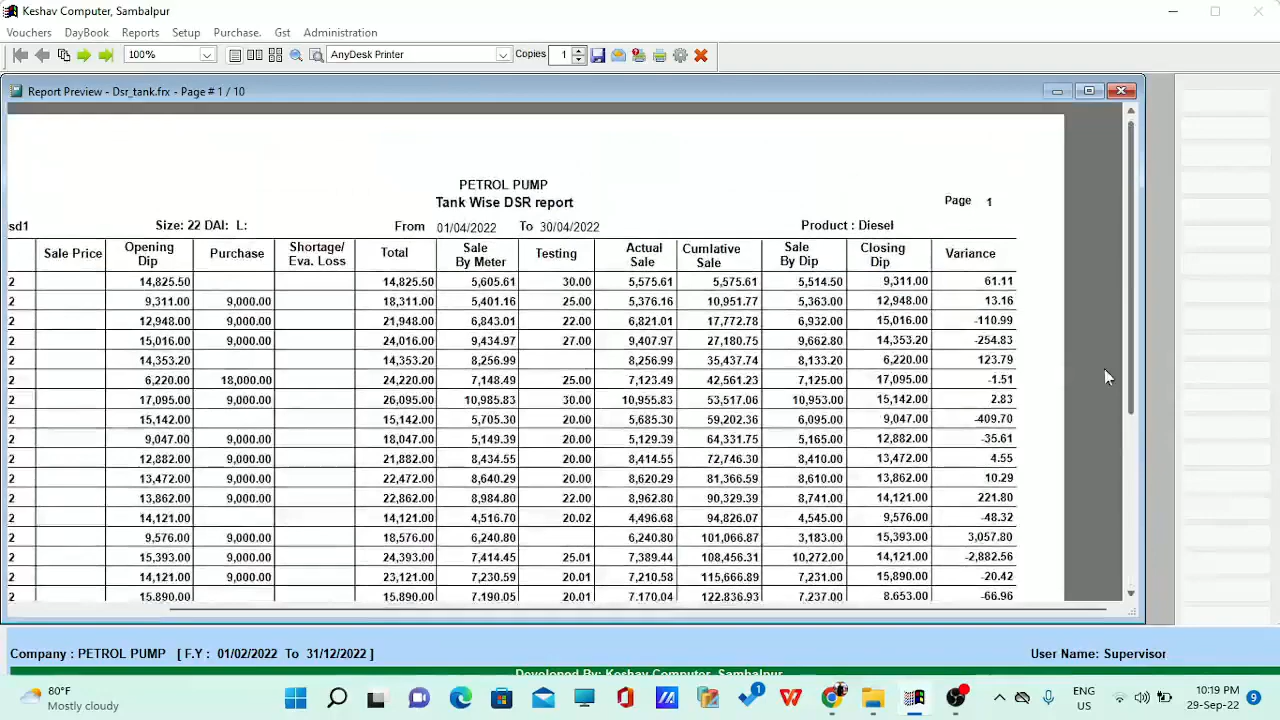 Keshav Computer, Sambalpur
Vouchers DayBook Reports Setup Purchase. Gst Administration
100% AnyDesk Printer Copies 1
Report Preview - Dsr_tank.frx - Page # 1 / 10
PETROL PUMP
Tank Wise DSR report
Page 1
sd1 Size: 22 DAI: L: From 01/04/2022 To 30/04/2022 Product : Diesel
Sale Price Opening Dip Purchase Shortage/ Eva. Loss Total Sale By Meter Testing Actual Sale Cumlative Sale Sale By Dip Closing Dip Variance
2 14,825.50 14,825.50 5,605.61 30.00 5,575.61 5,575.61 5,514.50 9,311.00 61.11
2 9,311.00 9,000.00 18,311.00 5,401.16 25.00 5,376.16 10,951.77 5,363.00 12,948.00 13.16
2 12,948.00 9,000.00 21,948.00 6,843.01 22.00 6,821.01 17,772.78 6,932.00 15,016.00 -110.99
2 15,016.00 9,000.00 24,016.00 9,434.97 27.00 9,407.97 27,180.75 9,662.80 14,353.20 -254.83
2 14,353.20 14,353.20 8,256.99 8,256.99 35,437.74 8,133.20 6,220.00 123.79
2 6,220.00 18,000.00 24,220.00 7,148.49 25.00 7,123.49 42,561.23 7,125.00 17,095.00 -1.51
2 17,095.00 9,000.00 26,095.00 10,985.83 30.00 10,955.83 53,517.06 10,953.00 15,142.00 2.83
2 15,142.00 15,142.00 5,705.30 20.00 5,685.30 59,202.36 6,095.00 9,047.00 -409.70
2 9,047.00 9,000.00 18,047.00 5,149.39 20.00 5,129.39 64,331.75 5,165.00 12,882.00 -35.61
2 12,882.00 9,000.00 21,882.00 8,434.55 20.00 8,414.55 72,746.30 8,410.00 13,472.00 4.55
2 13,472.00 9,000.00 22,472.00 8,640.29 20.00 8,620.29 81,366.59 8,610.00 13,862.00 10.29
2 13,862.00 9,000.00 22,862.00 8,984.80 22.00 8,962.80 90,329.39 8,741.00 14,121.00 221.80
2 14,121.00 14,121.00 4,516.70 20.02 4,496.68 94,826.07 4,545.00 9,576.00 -48.32
2 9,576.00 9,000.00 18,576.00 6,240.80 6,240.80 101,066.87 3,183.00 15,393.00 3,057.80
2 15,393.00 9,000.00 24,393.00 7,414.45 25.01 7,389.44 108,456.31 10,272.00 14,121.00 -2,882.56
2 14,121.00 9,000.00 23,121.00 7,230.59 20.01 7,210.58 115,666.89 7,231.00 15,890.00 -20.42
2 15,890.00 15,890.00 7,190.05 20.01 7,170.04 122,836.93 7,237.00 8,653.00 -66.96
Company : PETROL PUMP [ F.Y : 01/02/2022 To 31/12/2022 ] User Name: Supervisor
Developed By: Keshav Computer, Sambalpur
80°F
Mostly cloudy
1
ENG
US
10:19 PM
29-Sep-22
9